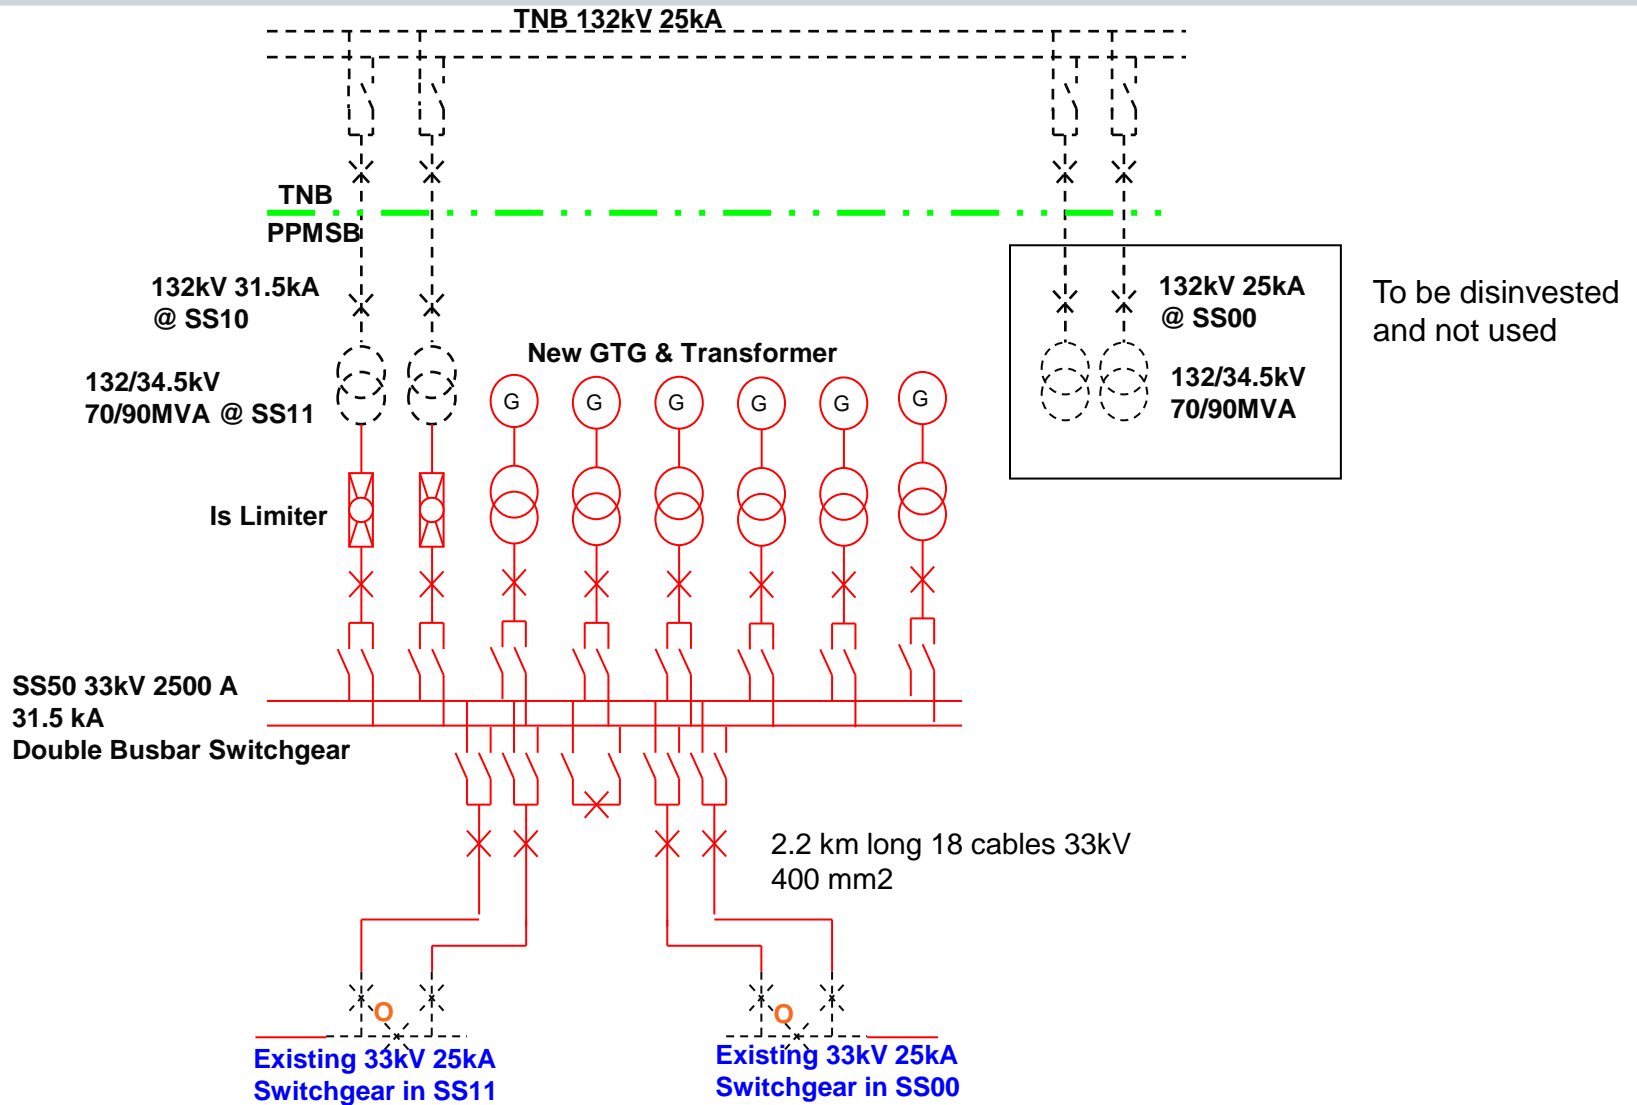 TNB 132kV 25kA
TNB
PPMSB
132kV 31.5kA
@ SS10
132kV 25kA
@ SS00
To be disinvested
and not used
New GTG & Transformer
132/34.5kV
70/90MVA @ SS11
132/34.5kV
70/90MVA
G G G G G G
Is Limiter
SS50 33kV 2500 A
31.5 kA
Double Busbar Switchgear
2.2 km long 18 cables 33kV
400 mm2
O
O
Existing 33kV 25kA
Switchgear in SS11
Existing 33kV 25kA
Switchgear in SS00